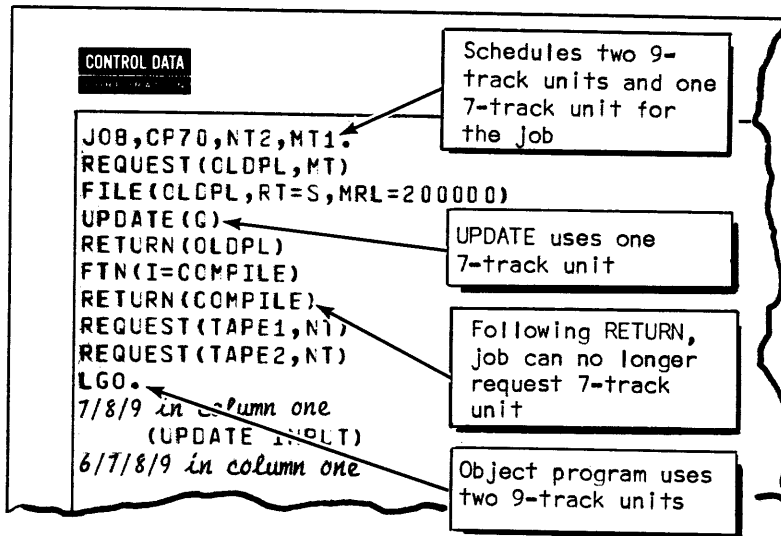 CONTROL DATA
JOB,CP70,NT2,MT1.
REQUEST(OLDPL,MT)
FILE(OLDPL,RT=S,MRL=200000)
UPDATE(G)
RETURN(OLDPL)
FTN(I=COMPILE)
RETURN(COMPILE)
REQUEST(TAPE1,NT)
REQUEST(TAPE2,NT)
LGO.
7/8/9 in column one
(UPDATE INPUT)
6/7/8/9 in column one
Schedules two 9-
track units and one
7-track unit for
the job
UPDATE uses one
7-track unit
Following RETURN,
job can no longer
request 7-track
unit
Object program uses
two 9-track units